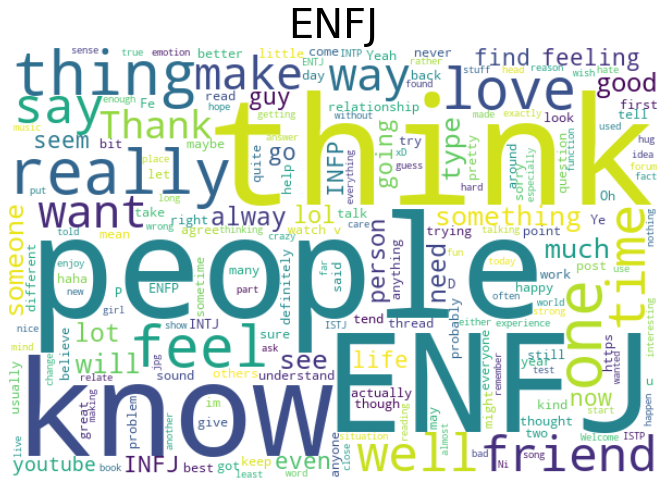 ENFJ
sense true emotion ENTJ better little come INTP Yeah never stuff need reason
thing make way love find feeling
day rather found wish hate good
say Thank guy read hope back relationship without made exactly look used first tell
music enough Fe getting answer
seem bit maybe quite go help INFP everything going try xD guess type pretty hard think around sorry Oh question function especially hug idea forum fact
really place let put long
want take right alway lol talk something Ye time
someone told mean wrong agree thinking watch v care trying point nothing
different enjoy haha crazy person anything need talking fun much
people many sometime definitely said far D today happy work post use one
new p ENFP part often world
girl nice lot show INTJ sure ISTJ tend thread probably either experience strong interesting
mind believe feel ask jpg life everyone still test https wanted
will see others understand yeah now u
change relate sound actually though might remember kind start happen
usually know great making problem im give another anyone situation reading may almost thought two ENFJ
live youtube book INFJ best got least keep even word close well bad Ni song friend Welcome ISTP